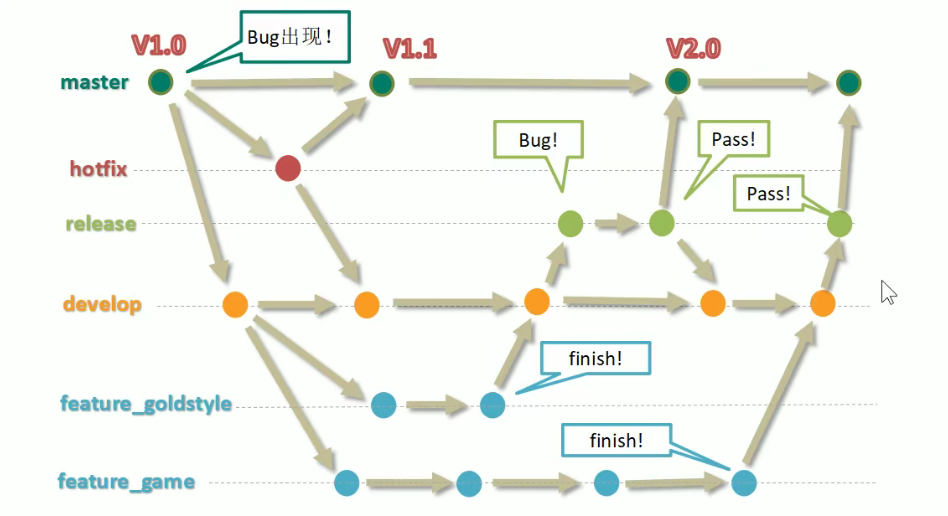 V1.0
Bug出现！
V1.1
V2.0
master
Bug!
Pass!
hotfix
Pass!
release
develop
finish!
feature_goldstyle
finish!
feature_game